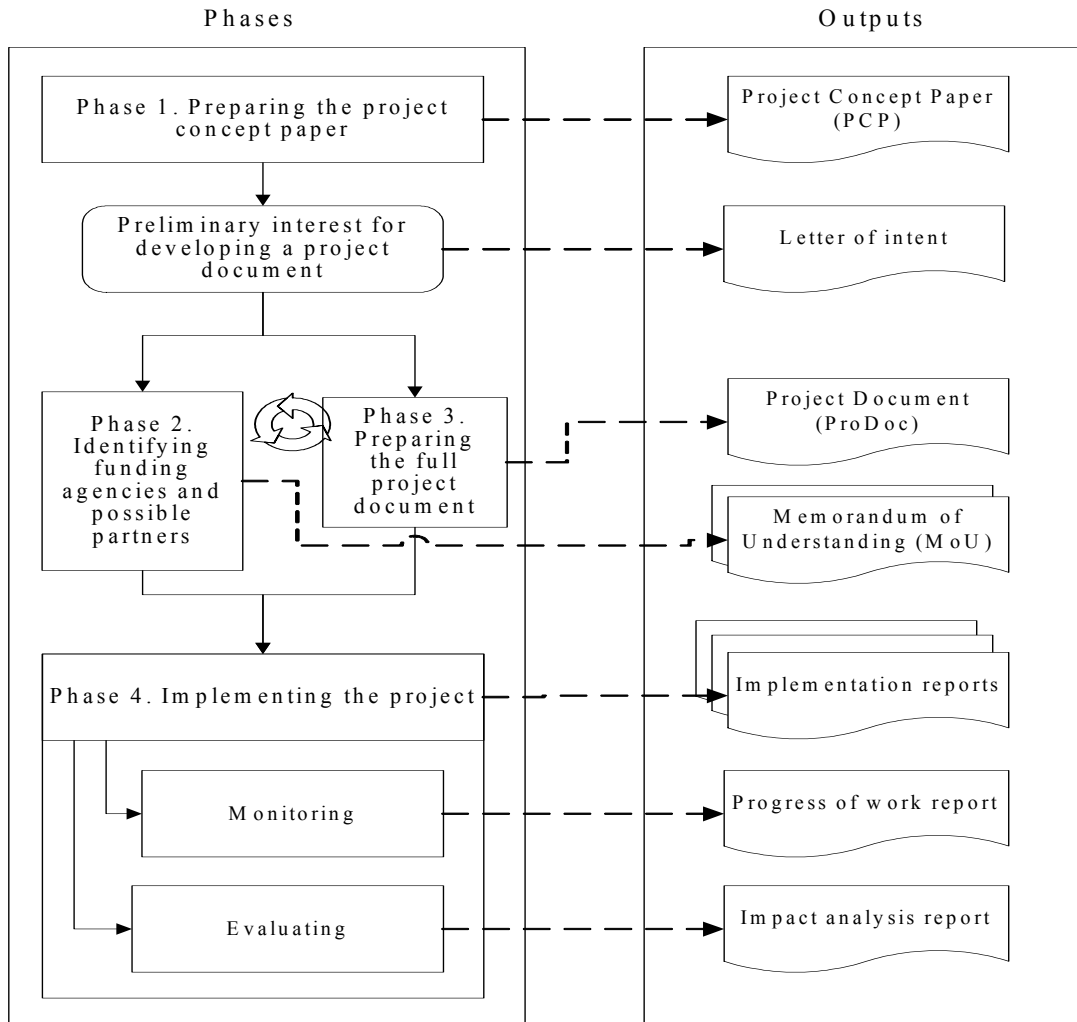 Phases
Outputs
Phase 1. Preparing the project
concept paper
Project Concept Paper
(PCP)
Preliminary interest for
developing a project
document
Letter of intent
Phase 2.
Identifying
funding
agencies and
possible
partners
Phase 3.
Preparing
the full
project
document
Project Document
(ProDoc)
Memorandum of
Understanding (MoU)
Phase 4. Implementing the project
Implementation reports
Monitoring
Progress of work report
Evaluating
Impact analysis report